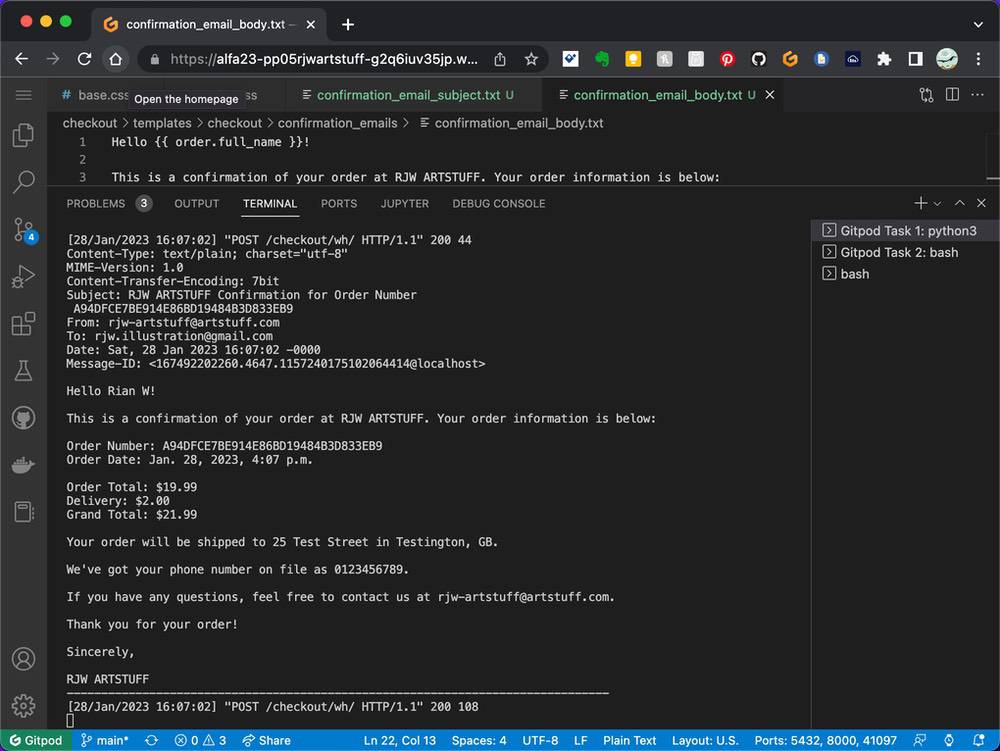 confirmation_email_body.txt –
https://alfa23-pp05rjwartstuff-g2q6iuv35jp.w...
# base.css
Open the homepage
ss
confirmation_email_subject.txt U
confirmation_email_body.txt U
checkout > templates > checkout > confirmation_emails > confirmation_email_body.txt
1 Hello {{ order.full_name }}!
2
3 This is a confirmation of your order at RJW ARTSTUFF. Your order information is below:
PROBLEMS 3 OUTPUT TERMINAL PORTS JUPYTER DEBUG CONSOLE
[28/Jan/2023 16:07:02] "POST /checkout/wh/ HTTP/1.1" 200 44
Content-Type: text/plain; charset="utf-8"
MIME-Version: 1.0
Content-Transfer-Encoding: 7bit
Subject: RJW ARTSTUFF Confirmation for Order Number
A94DFCE7BE914E86BD19484B3D833EB9
From: rjw-artstuff@artstuff.com
To: rjw.illustration@gmail.com
Date: Sat, 28 Jan 2023 16:07:02 -0000
Message-ID: <167492202260.4647.1157240175102064414@localhost>
Hello Rian W!
This is a confirmation of your order at RJW ARTSTUFF. Your order information is below:
Order Number: A94DFCE7BE914E86BD19484B3D833EB9
Order Date: Jan. 28, 2023, 4:07 p.m.
Order Total: $19.99
Delivery: $2.00
Grand Total: $21.99
Your order will be shipped to 25 Test Street in Testington, GB.
We've got your phone number on file as 0123456789.
If you have any questions, feel free to contact us at rjw-artstuff@artstuff.com.
Thank you for your order!
Sincerely,
RJW ARTSTUFF
-------------------------------------------------------------------------------
[28/Jan/2023 16:07:02] "POST /checkout/wh/ HTTP/1.1" 200 108
Gitpod Task 1: python3
Gitpod Task 2: bash
bash
4
Gitpod main* 0 3 Share Ln 22, Col 13 Spaces: 4 UTF-8 LF Plain Text Layout: U.S. Ports: 5432, 8000, 41097